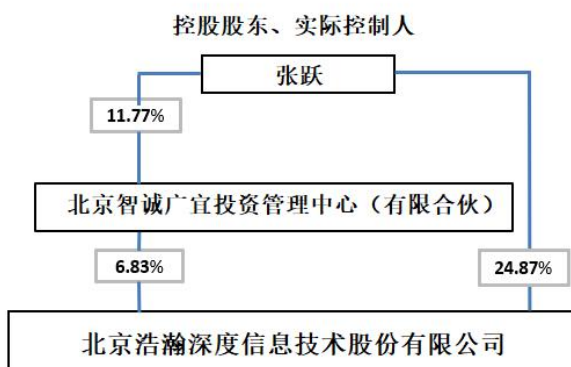 控股股东、实际控制人
张跃
11.77%
北京智诚广宜投资管理中心（有限合伙）
6.83%
24.87%
北京浩瀚深度信息技术股份有限公司